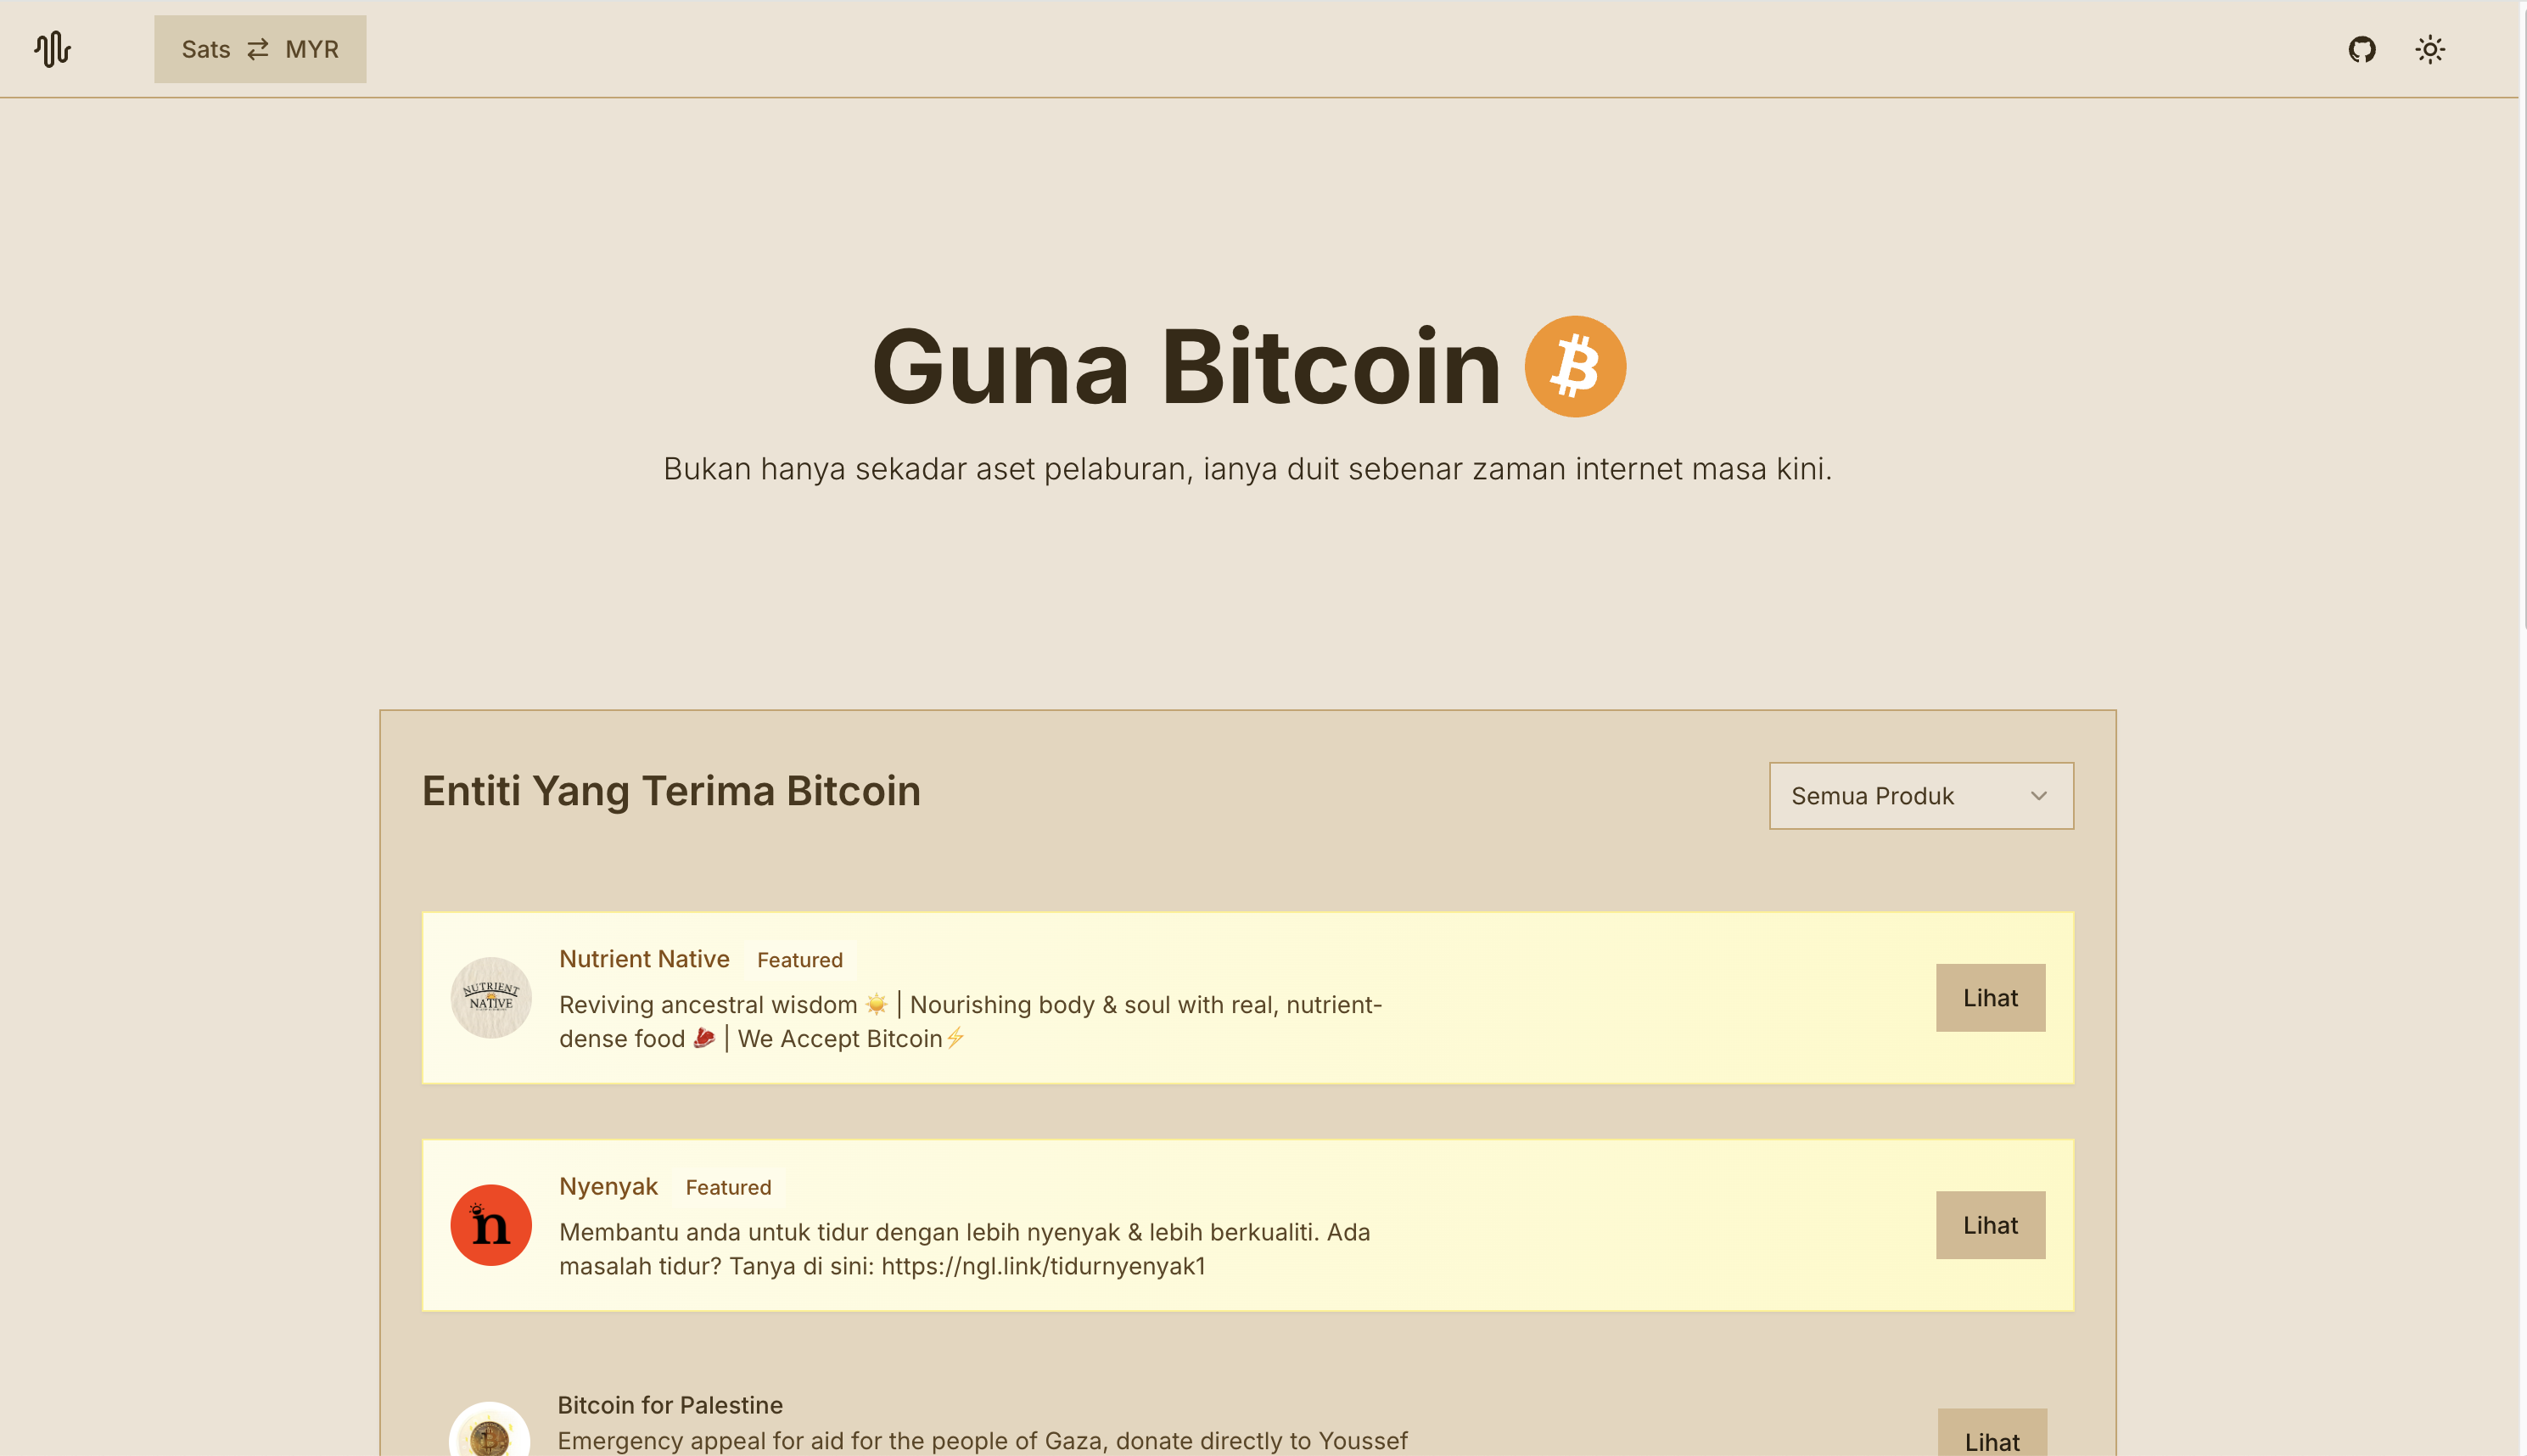 Sats MYR
Guna Bitcoin
Bukan hanya sekadar aset pelaburan, ianya duit sebenar zaman internet masa kini.
Entiti Yang Terima Bitcoin
Semua Produk
NUTRIENT
NATIVE
Nutrient Native Featured
Reviving ancestral wisdom ☀️ | Nourishing body & soul with real, nutrient-
dense food 🥩 | We Accept Bitcoin⚡
Lihat
n
Nyenyak Featured
Membantu anda untuk tidur dengan lebih nyenyak & lebih berkualiti. Ada
masalah tidur? Tanya di sini: https://ngl.link/tidurnyenyak1
Lihat
Bitcoin for Palestine
Emergency appeal for aid for the people of Gaza, donate directly to Youssef
Lihat